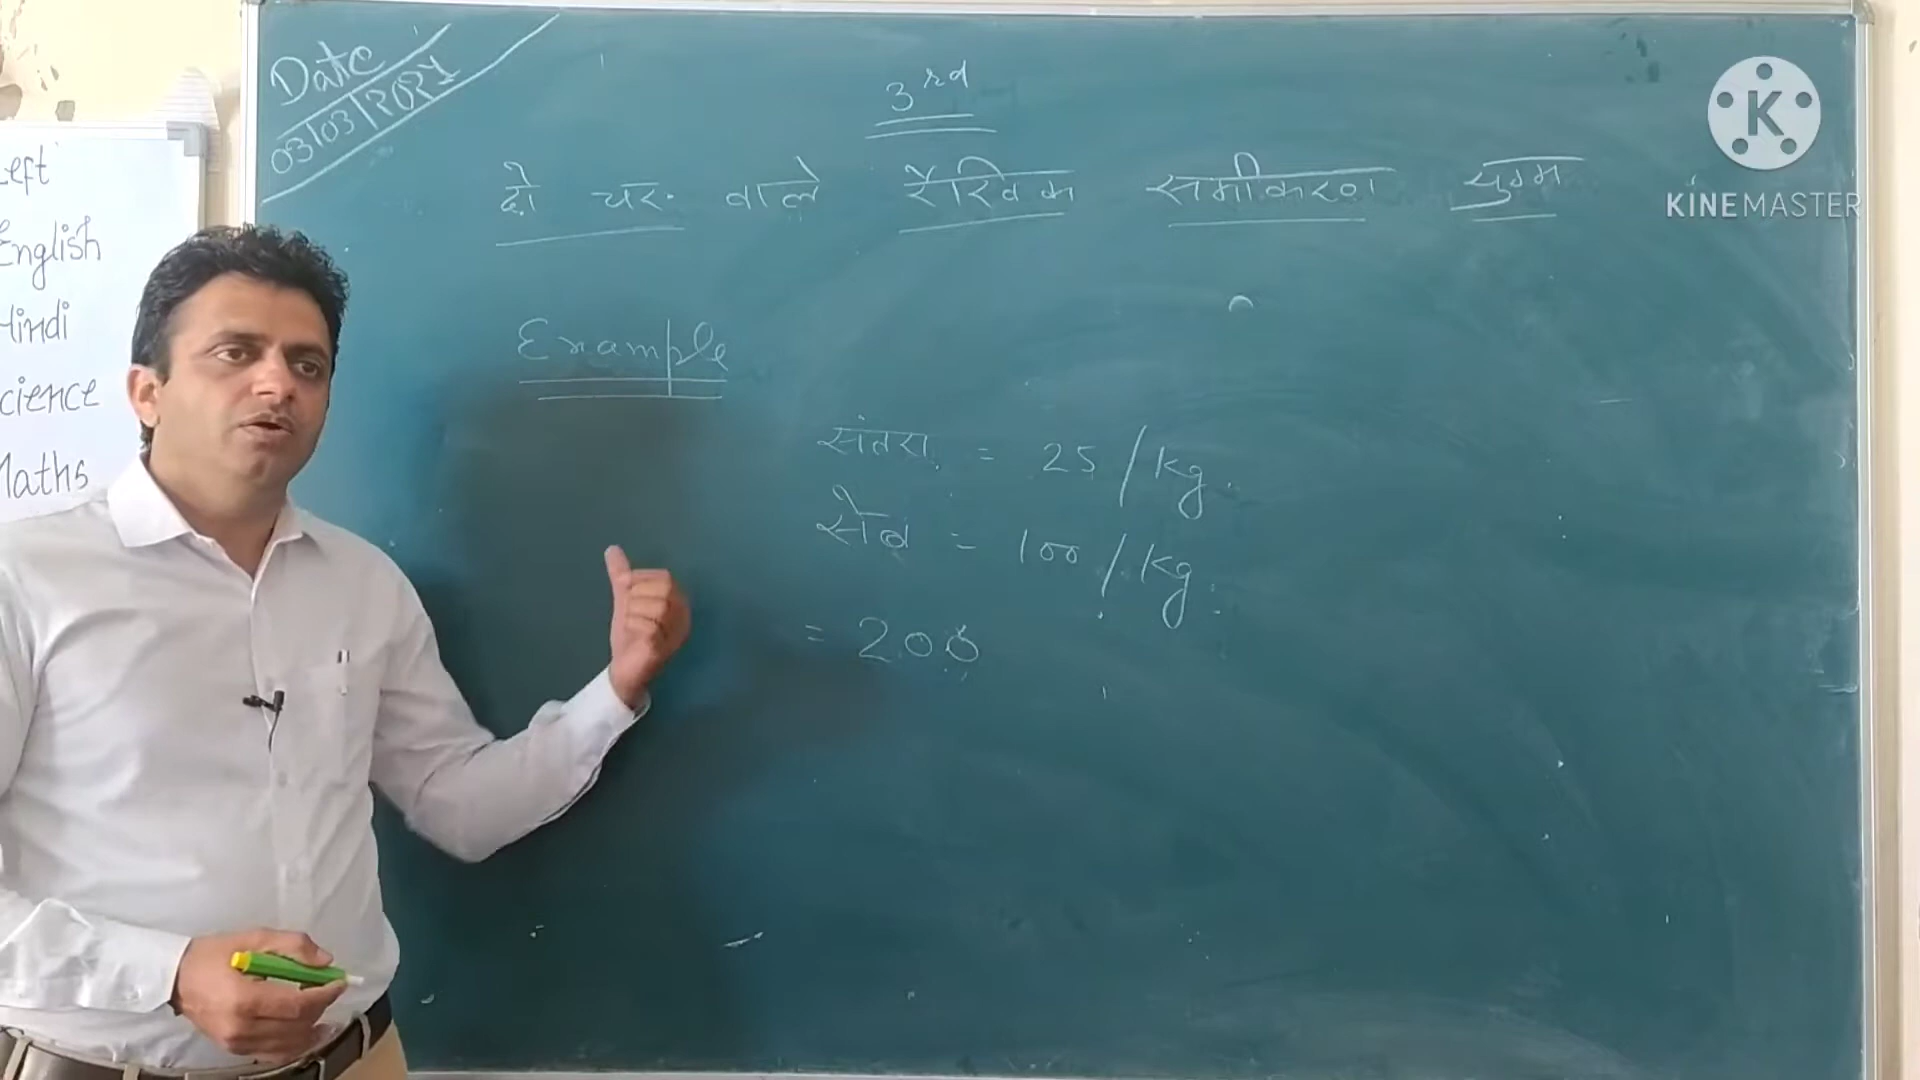 Date
03/03/2021
3rd
दो चर वाले रैखिक समीकरण युग्म
Example
संतरा = 25 / kg.
सेब = 100 / kg.
= 200
Left
English
Hindi
Science
Maths
K
KINEMASTER